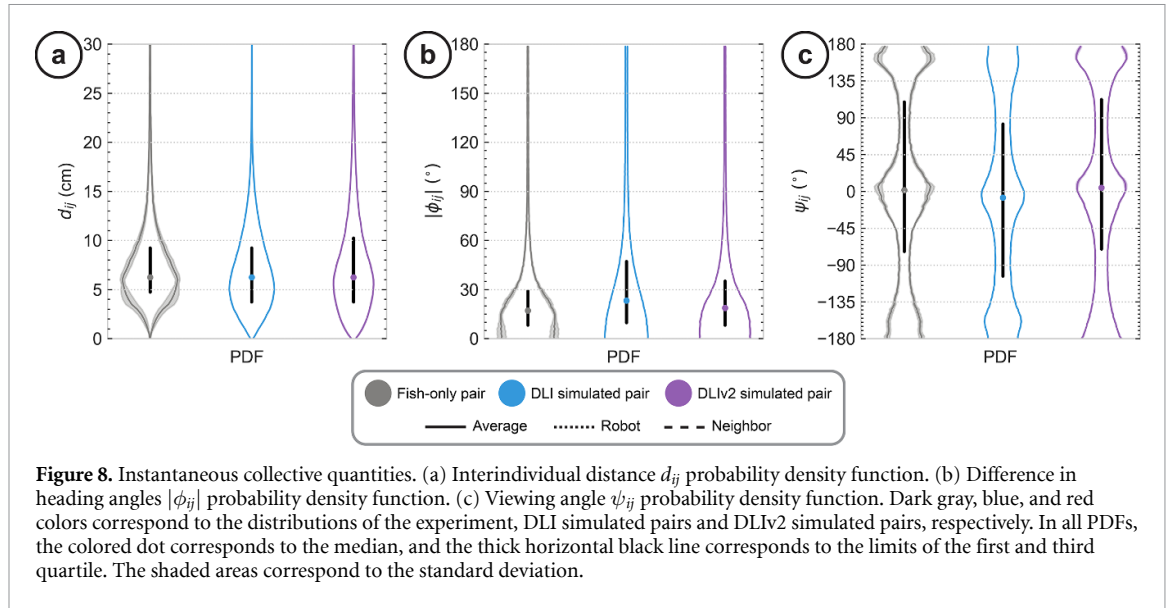 a
b
c
30
25
20
15
10
5
0
d_ij (cm)
PDF
180
150
120
90
60
30
0
|ϕ_ij| (°)
PDF
180
135
90
45
0
−45
−90
−135
−180
ψ_ij (°)
PDF
Fish-only pair DLI simulated pair DLIv2 simulated pair
Average Robot Neighbor
Figure 8. Instantaneous collective quantities. (a) Interindividual distance d_ij probability density function. (b) Difference in
heading angles |ϕ_ij| probability density function. (c) Viewing angle ψ_ij probability density function. Dark gray, blue, and red
colors correspond to the distributions of the experiment, DLI simulated pairs and DLIv2 simulated pairs, respectively. In all PDFs,
the colored dot corresponds to the median, and the thick horizontal black line corresponds to the limits of the first and third
quartile. The shaded areas correspond to the standard deviation.